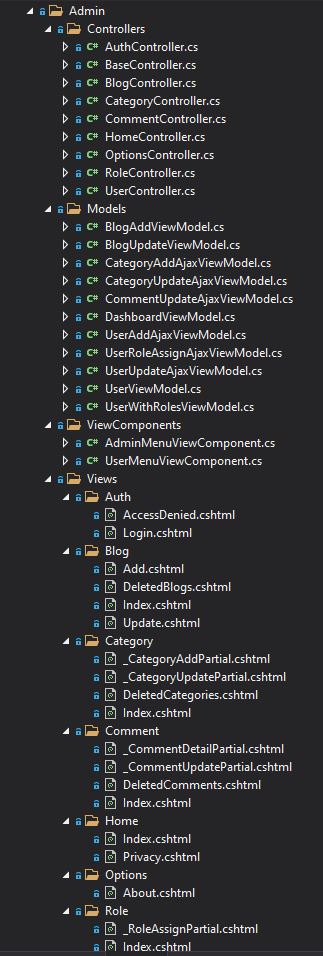 Admin
Controllers
C# AuthController.cs
C# BaseController.cs
C# BlogController.cs
C# CategoryController.cs
C# CommentController.cs
C# HomeController.cs
C# OptionsController.cs
C# RoleController.cs
C# UserController.cs
Models
C# BlogAddViewModel.cs
C# BlogUpdateViewModel.cs
C# CategoryAddAjaxViewModel.cs
C# CategoryUpdateAjaxViewModel.cs
C# CommentUpdateAjaxViewModel.cs
C# DashboardViewModel.cs
C# UserAddAjaxViewModel.cs
C# UserRoleAssignAjaxViewModel.cs
C# UserUpdateAjaxViewModel.cs
C# UserViewModel.cs
C# UserWithRolesViewModel.cs
ViewComponents
C# AdminMenuViewComponent.cs
C# UserMenuViewComponent.cs
Views
Auth
AccessDenied.cshtml
Login.cshtml
Blog
Add.cshtml
DeletedBlogs.cshtml
Index.cshtml
Update.cshtml
Category
_CategoryAddPartial.cshtml
_CategoryUpdatePartial.cshtml
DeletedCategories.cshtml
Index.cshtml
Comment
_CommentDetailPartial.cshtml
_CommentUpdatePartial.cshtml
DeletedComments.cshtml
Index.cshtml
Home
Index.cshtml
Privacy.cshtml
Options
About.cshtml
Role
_RoleAssignPartial.cshtml
Index.cshtml